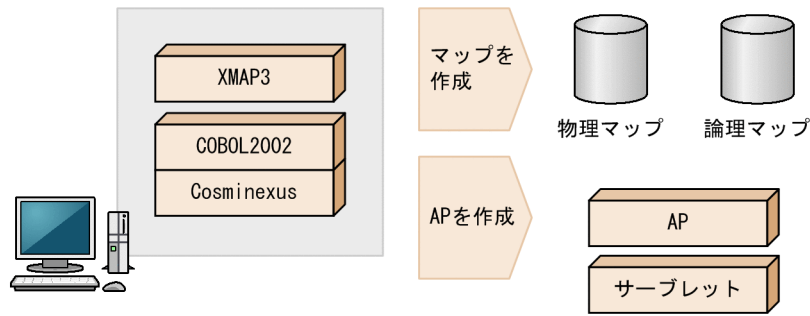 XMAP3
COBOL2002
Cosminexus
マップを
作成
物理マップ
論理マップ
APを作成
AP
サーブレット